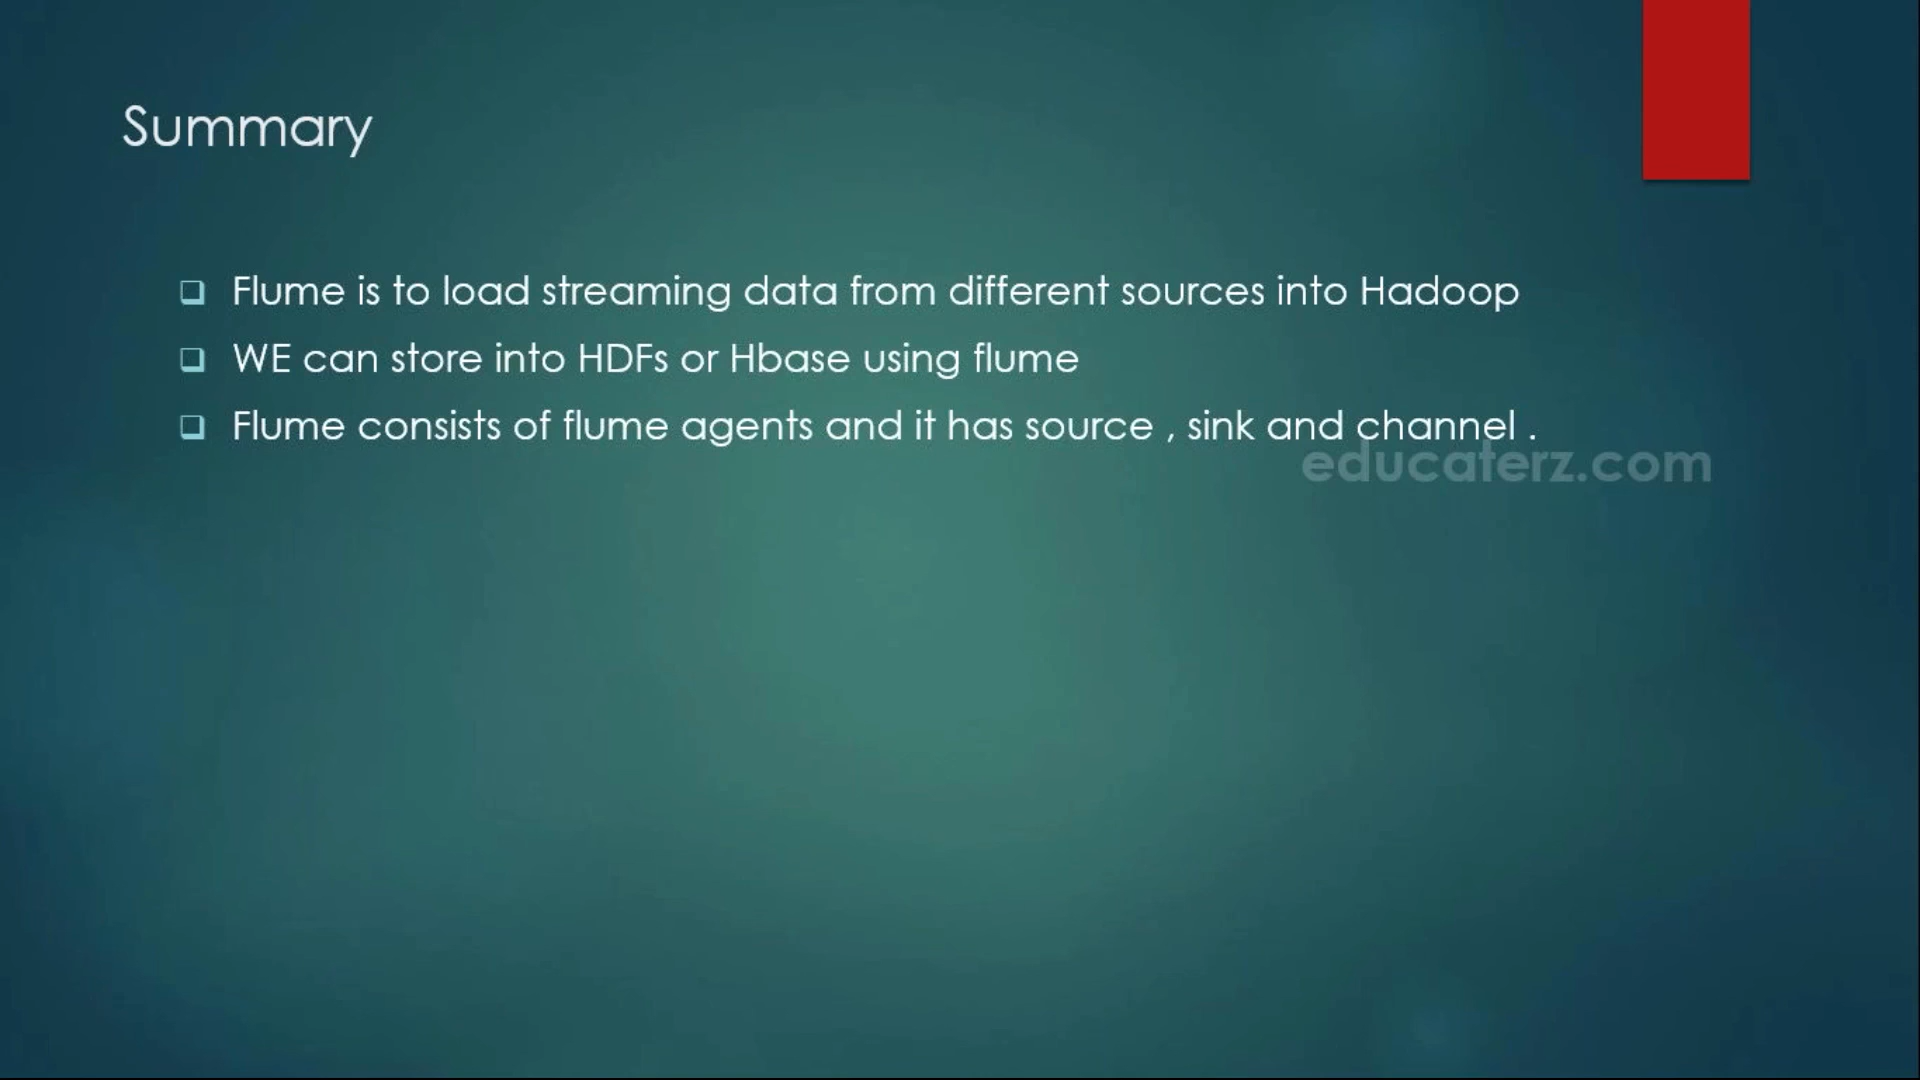 Summary
❑ Flume is to load streaming data from different sources into Hadoop
❑ WE can store into HDFs or Hbase using flume
❑ Flume consists of flume agents and it has source , sink and channel .
educaterz.com